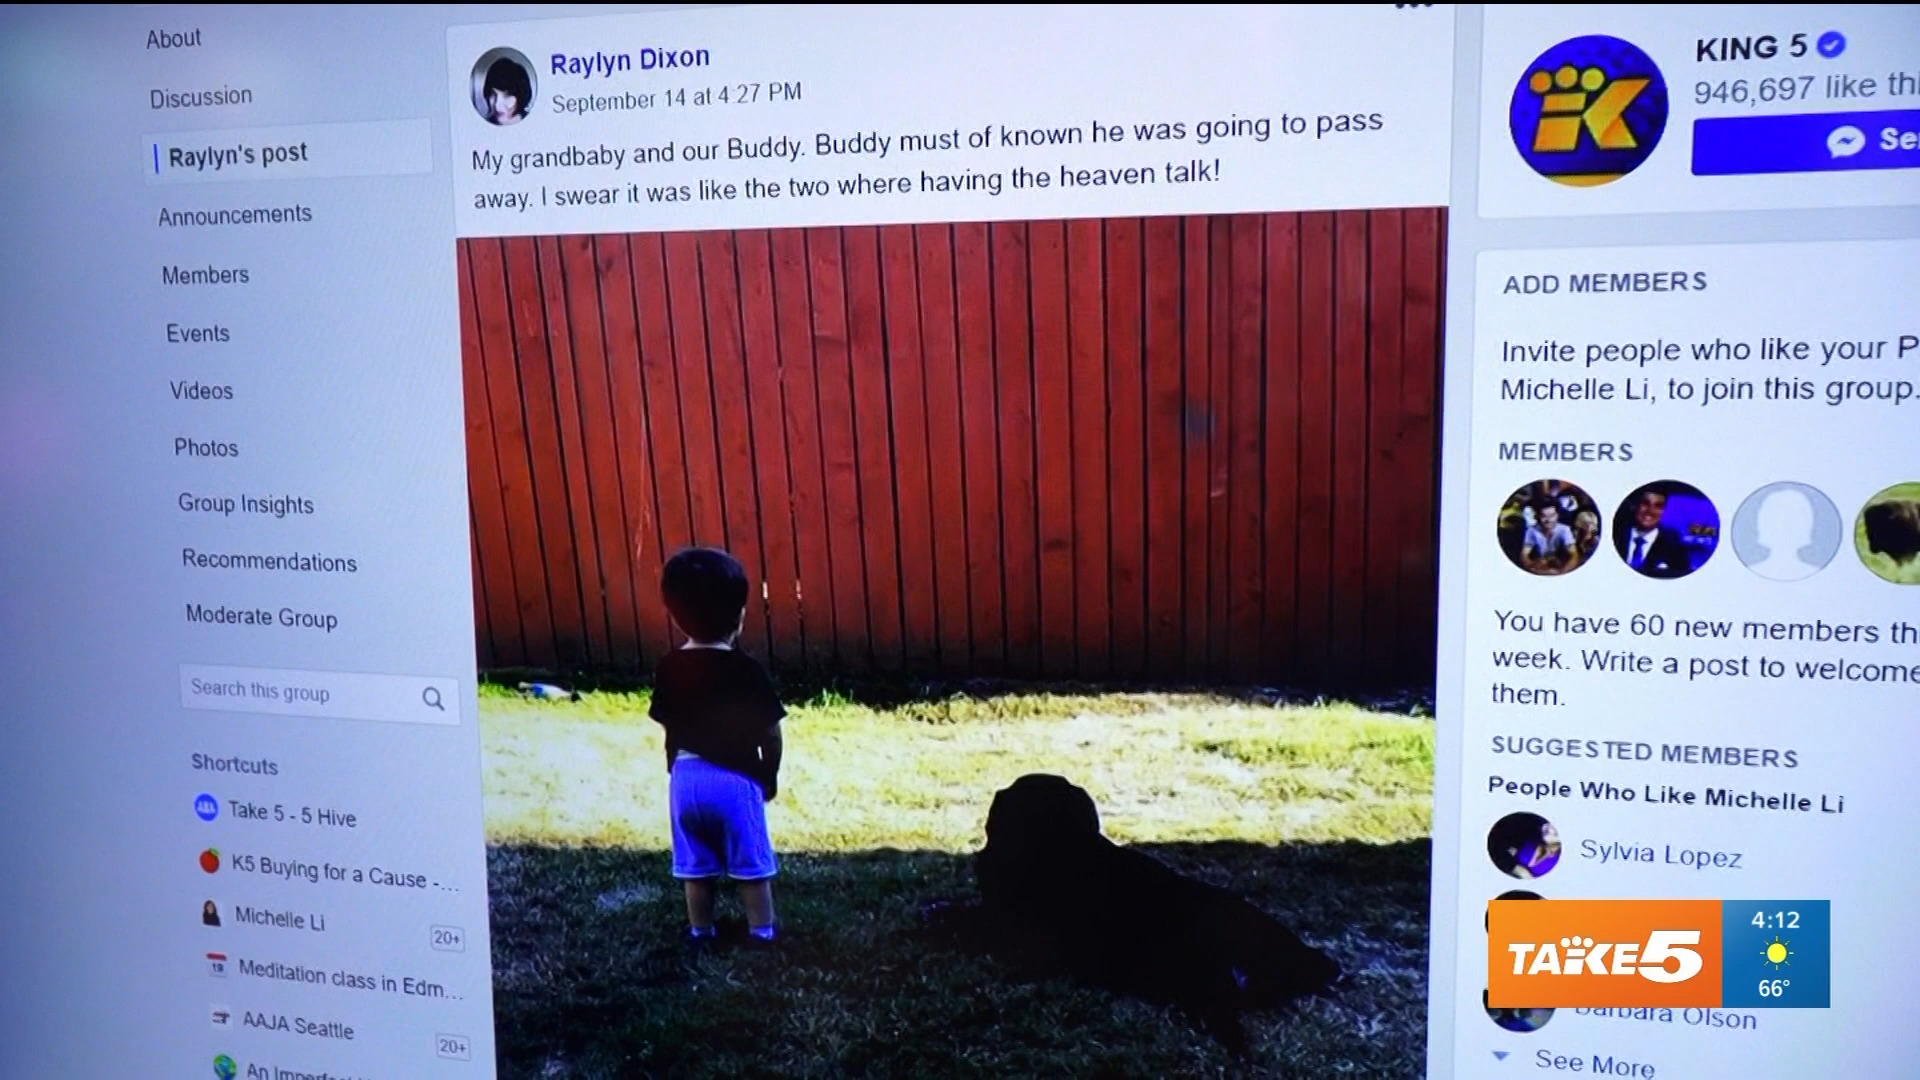 About
Discussion
Raylyn's post
Announcements
Members
Events
Videos
Photos
Group Insights
Recommendations
Moderate Group
Search this group
Shortcuts
Take 5 - 5 Hive
K5 Buying for a Cause -...
Michelle Li
20+
Meditation class in Edm...
AAJA Seattle
20+
An
Raylyn Dixon
September 14 at 4:27 PM
My grandbaby and our Buddy. Buddy must of known he was going to pass
away. I swear it was like the two where having the heaven talk!
KING 5
946,697 like thi
Se
ADD MEMBERS
Invite people who like your P
Michelle Li, to join this group.
MEMBERS
You have 60 new members th
week. Write a post to welcome
them.
SUGGESTED MEMBERS
People Who Like Michelle Li
Sylvia Lopez
Barbara Olson
See More
TAKE 5
4:12
66°